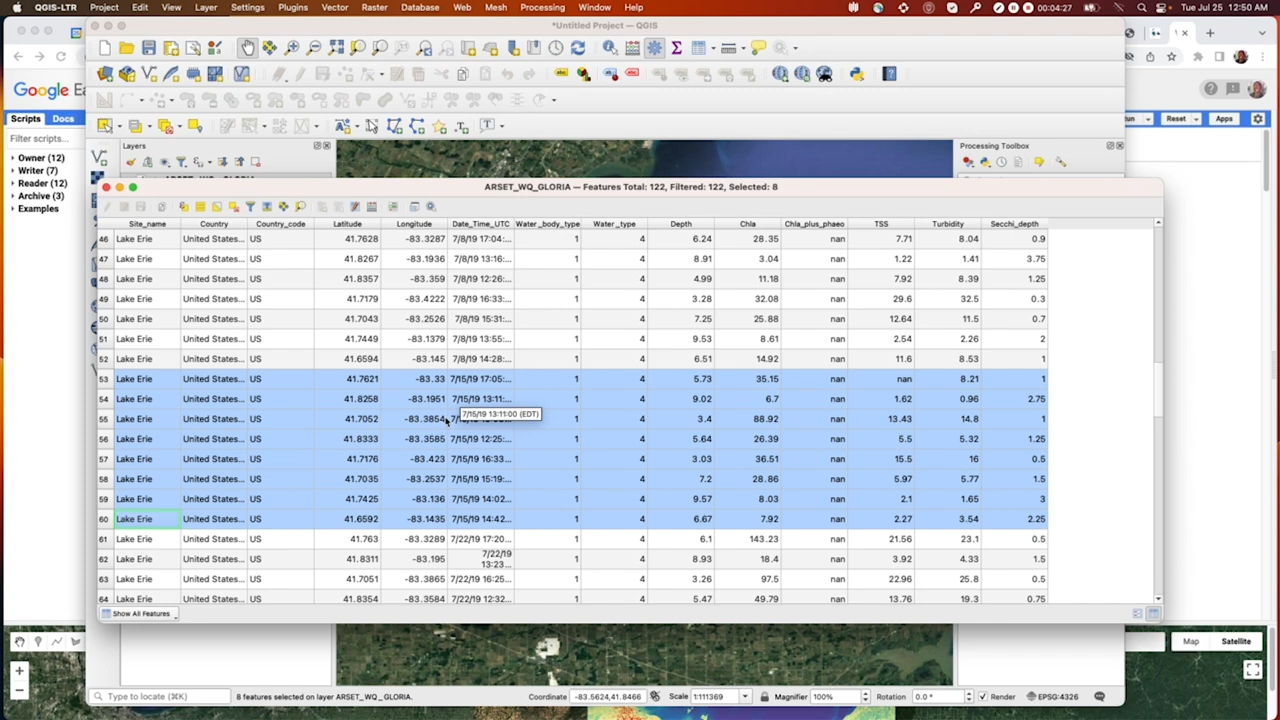 QGIS-LTR Project Edit View Layer Settings Plugins Vector Raster Database Web Mesh Processing Window Help 00:04:27 Tue Jul 25 12:50 AM
*Untitled Project — QGIS
Google Ea
Scripts Docs
un Reset Apps
Filter scripts...
Owner (12)
Writer (7)
Reader (12)
Archive (3)
Examples
Layers
Processing Toolbox
ARSET_WQ_GLORIA — Features Total: 122, Filtered: 122, Selected: 8
Site_name Country Country_code Latitude Longitude Date_Time_UTC Water_body_type Water_type Depth Chla Chla_plus_phaeo TSS Turbidity Secchi_depth
46 Lake Erie United States... US 41.7628 -83.3287 7/8/19 17:04:... 1 4 6.24 28.35 nan 7.71 8.04 0.9
47 Lake Erie United States... US 41.8267 -83.1936 7/8/19 13:16:... 1 4 8.91 3.04 nan 1.22 1.41 3.75
48 Lake Erie United States... US 41.8357 -83.359 7/8/19 12:26:... 1 4 4.99 11.18 nan 7.92 8.39 1.25
49 Lake Erie United States... US 41.7179 -83.4222 7/8/19 16:33:... 1 4 3.28 32.08 nan 29.6 32.5 0.3
50 Lake Erie United States... US 41.7043 -83.2526 7/8/19 15:31:... 1 4 7.25 25.88 nan 12.64 11.5 0.7
51 Lake Erie United States... US 41.7449 -83.1379 7/8/19 13:55:... 1 4 9.53 8.61 nan 2.54 2.26 2
52 Lake Erie United States... US 41.6594 -83.145 7/8/19 14:28:... 1 4 6.51 14.92 nan 11.6 8.53 1
53 Lake Erie United States... US 41.7621 -83.33 7/15/19 17:05:... 1 4 5.73 35.15 nan nan 8.21 1
54 Lake Erie United States... US 41.8258 -83.1951 7/15/19 13:11:... 1 4 9.02 6.7 nan 1.62 0.96 2.75
7/15/19 13:11:00 (EDT)
55 Lake Erie United States... US 41.7052 -83.3854 1 4 3.4 88.92 nan 13.43 14.8 1
56 Lake Erie United States... US 41.8333 -83.3585 7/15/19 12:25:... 1 4 5.64 26.39 nan 5.5 5.32 1.25
57 Lake Erie United States... US 41.7176 -83.423 7/15/19 16:33... 1 4 3.03 36.51 nan 15.5 16 0.5
58 Lake Erie United States... US 41.7035 -83.2537 7/15/19 15:19:... 1 4 7.2 28.86 nan 5.97 5.77 1.5
59 Lake Erie United States... US 41.7425 -83.136 7/15/19 14:02... 1 4 9.57 8.03 nan 2.1 1.65 3
60 Lake Erie United States... US 41.6592 -83.1435 7/15/19 14:42... 1 4 6.67 7.92 nan 2.27 3.54 2.25
61 Lake Erie United States... US 41.763 -83.3289 7/22/19 17:20... 1 4 6.1 143.23 nan 21.56 23.1 0.5
62 Lake Erie United States... US 41.8311 -83.195 7/22/19 13:23... 1 4 8.93 18.4 nan 3.92 4.33 1.5
63 Lake Erie United States... US 41.7051 -83.3865 7/22/19 16:25... 1 4 3.26 97.5 nan 22.96 25.8 0.5
64 Lake Erie United States... US 41.8354 -83.3584 7/22/19 12:32... 1 4 5.47 49.79 nan 13.76 19.3 0.75
Show All Features
Map Satellite
Type to locate (⌘K) 8 features selected on layer ARSET_WQ_GLORIA. Coordinate -83.5624,41.8466 Scale 1:111369 Magnifier 100% Rotation 0.0 ° Render EPSG:4326